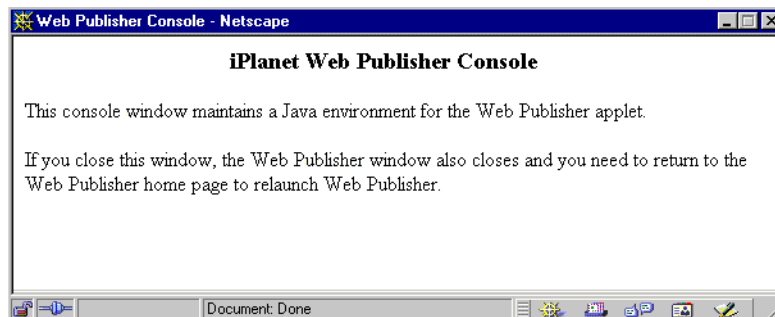 Web Publisher Console - Netscape
iPlanet Web Publisher Console
This console window maintains a Java environment for the Web Publisher applet.
If you close this window, the Web Publisher window also closes and you need to return to the
Web Publisher home page to relaunch Web Publisher.
Document: Done